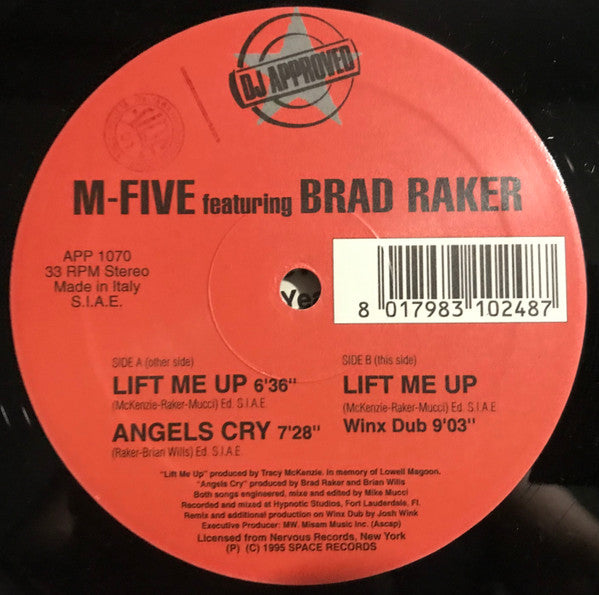 DJ APPROVED
M-FIVE featuring BRAD RAKER
APP 1070
33 RPM Stereo
Made in Italy
S.I.A.E.
Yes
8 017983 102487
SIDE A (other side)
LIFT ME UP 6'36"
(McKenzie-Raker-Mucci) Ed. S.I.A.E.
ANGELS CRY 7'28"
(Raker-Brian Wills) Ed. S.I.A.E.
SIDE B (this side)
LIFT ME UP
(McKenzie-Raker-Mucci) Ed. S.I.A.E.
Winx Dub 9'03"
"Lift Me Up" produced by Tracy McKenzie. In memory of Lowell Magoon.
"Angels Cry" produced by Brad Raker and Brian Wills
Both songs engineered, mixe and edited by Mike Mucci
Recorded and mixed at Hypnotic Studios, Fort Lauderdale, Fl.
Remix and additional production on Winx Dub by Josh Wink
Executive Producer: MW. Misam Music Inc. (Ascap)
Licensed from Nervous Records, New York
(P) (C) 1995 SPACE RECORDS